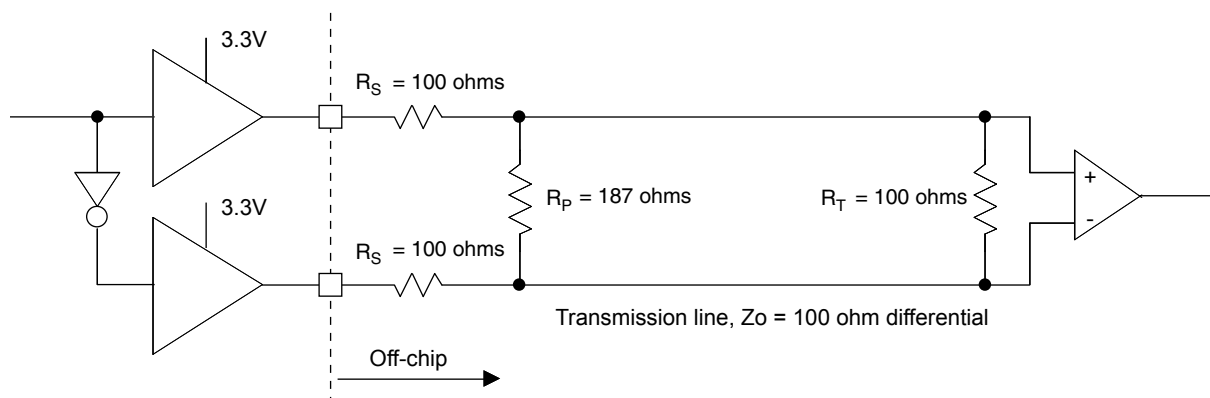 3.3V
R_S = 100 ohms
R_P = 187 ohms
R_T = 100 ohms
+
-
3.3V
R_S = 100 ohms
Transmission line, Zo = 100 ohm differential
Off-chip